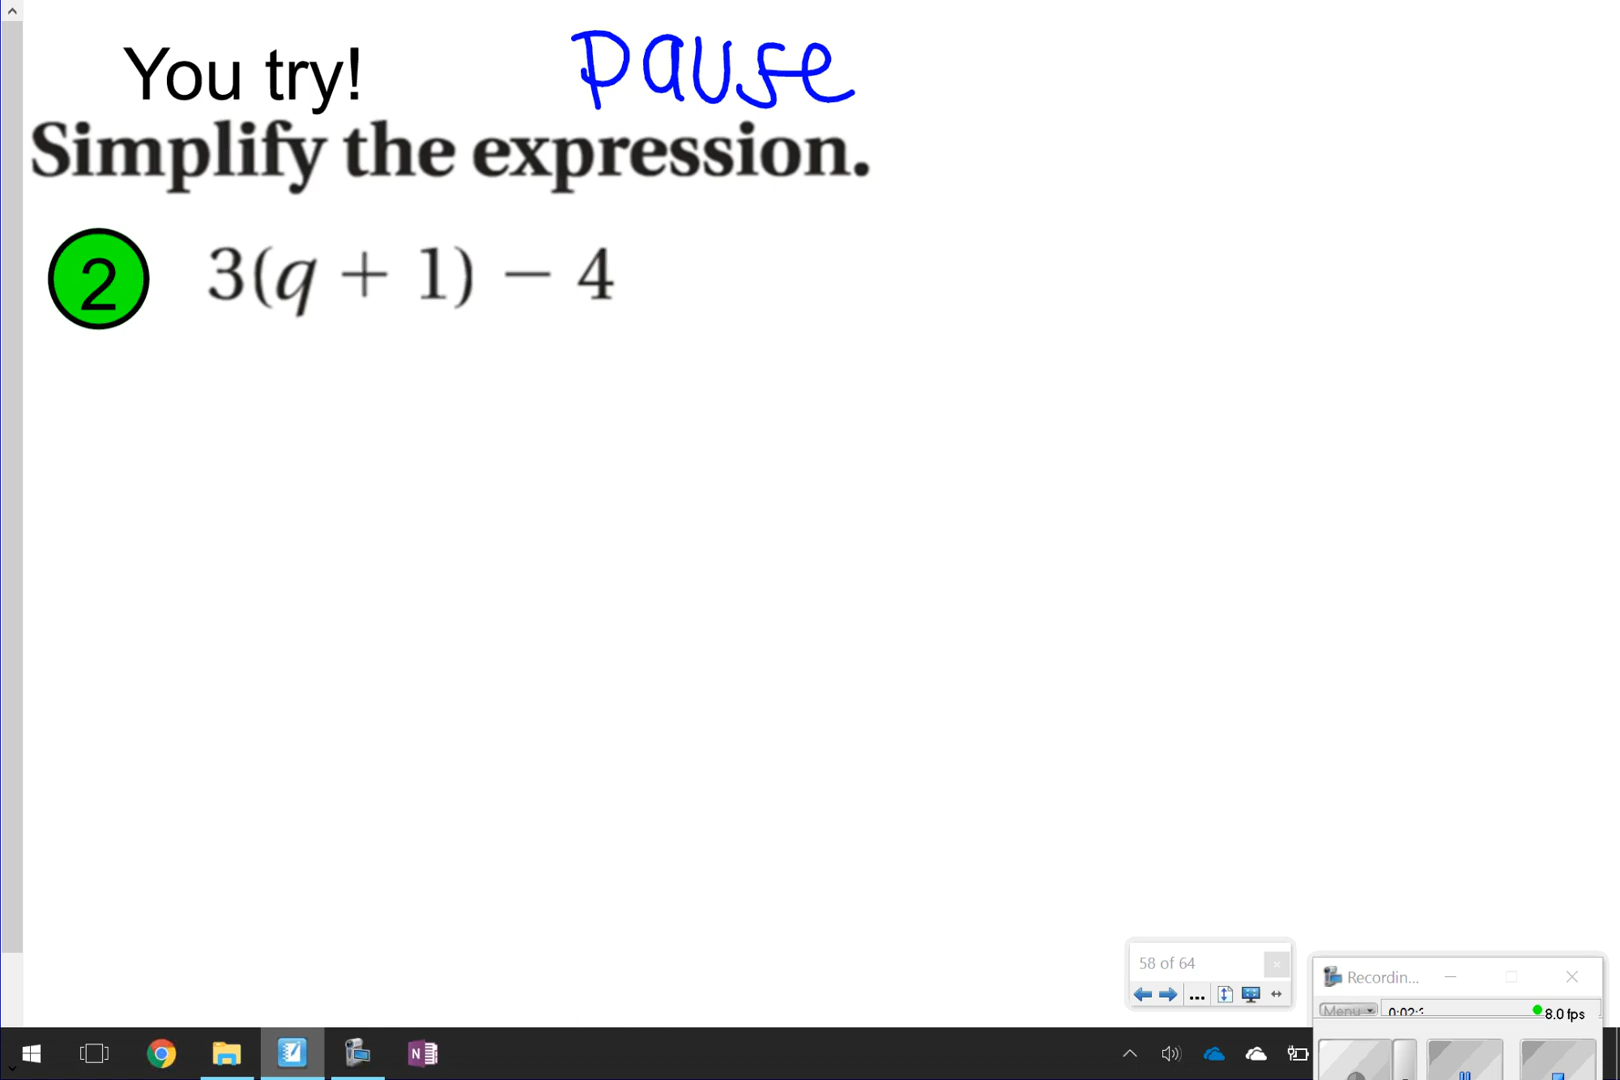 You try! pause
Simplify the expression.
2 3(q + 1) − 4
58 of 64
Recordin...
Menu
8.0 fps
N